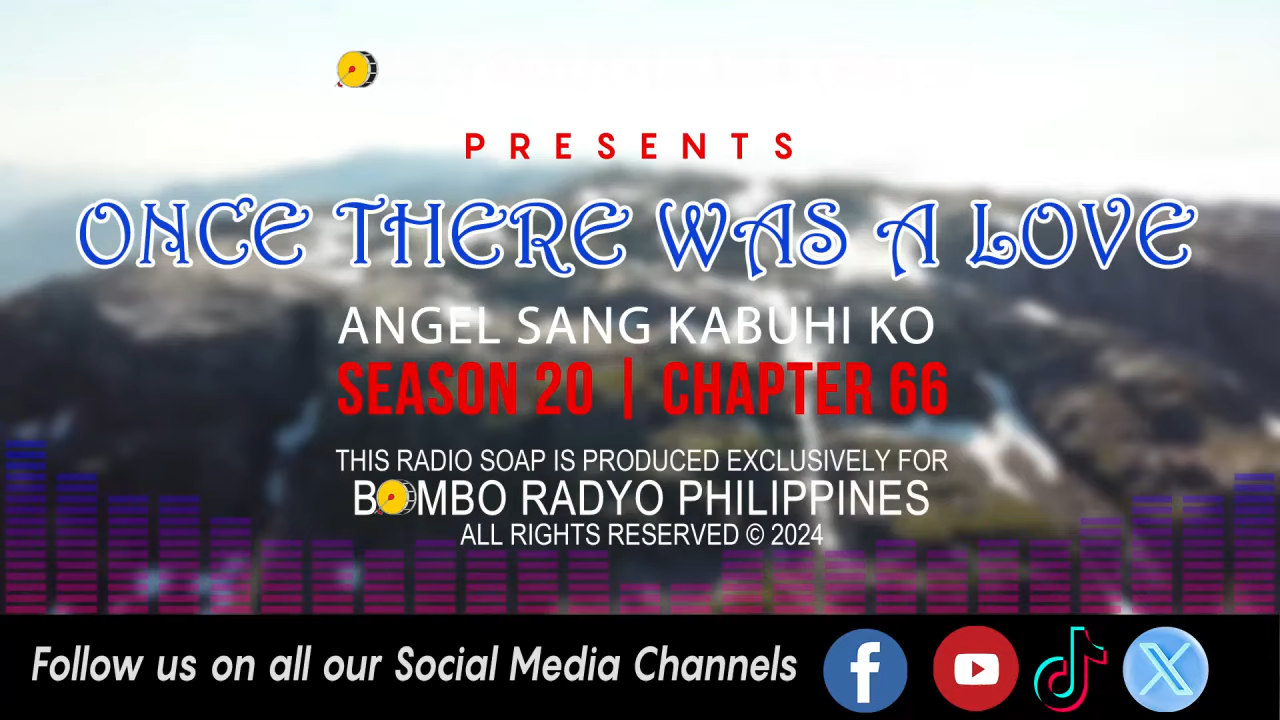 PRESENTS
ONCE THERE WAS A LOVE
ANGEL SANG KABUHI KO
SEASON 20 | CHAPTER 66
THIS RADIO SOAP IS PRODUCED EXCLUSIVELY FOR
BOMBO RADYO PHILIPPINES
ALL RIGHTS RESERVED © 2024
Follow us on all our Social Media Channels